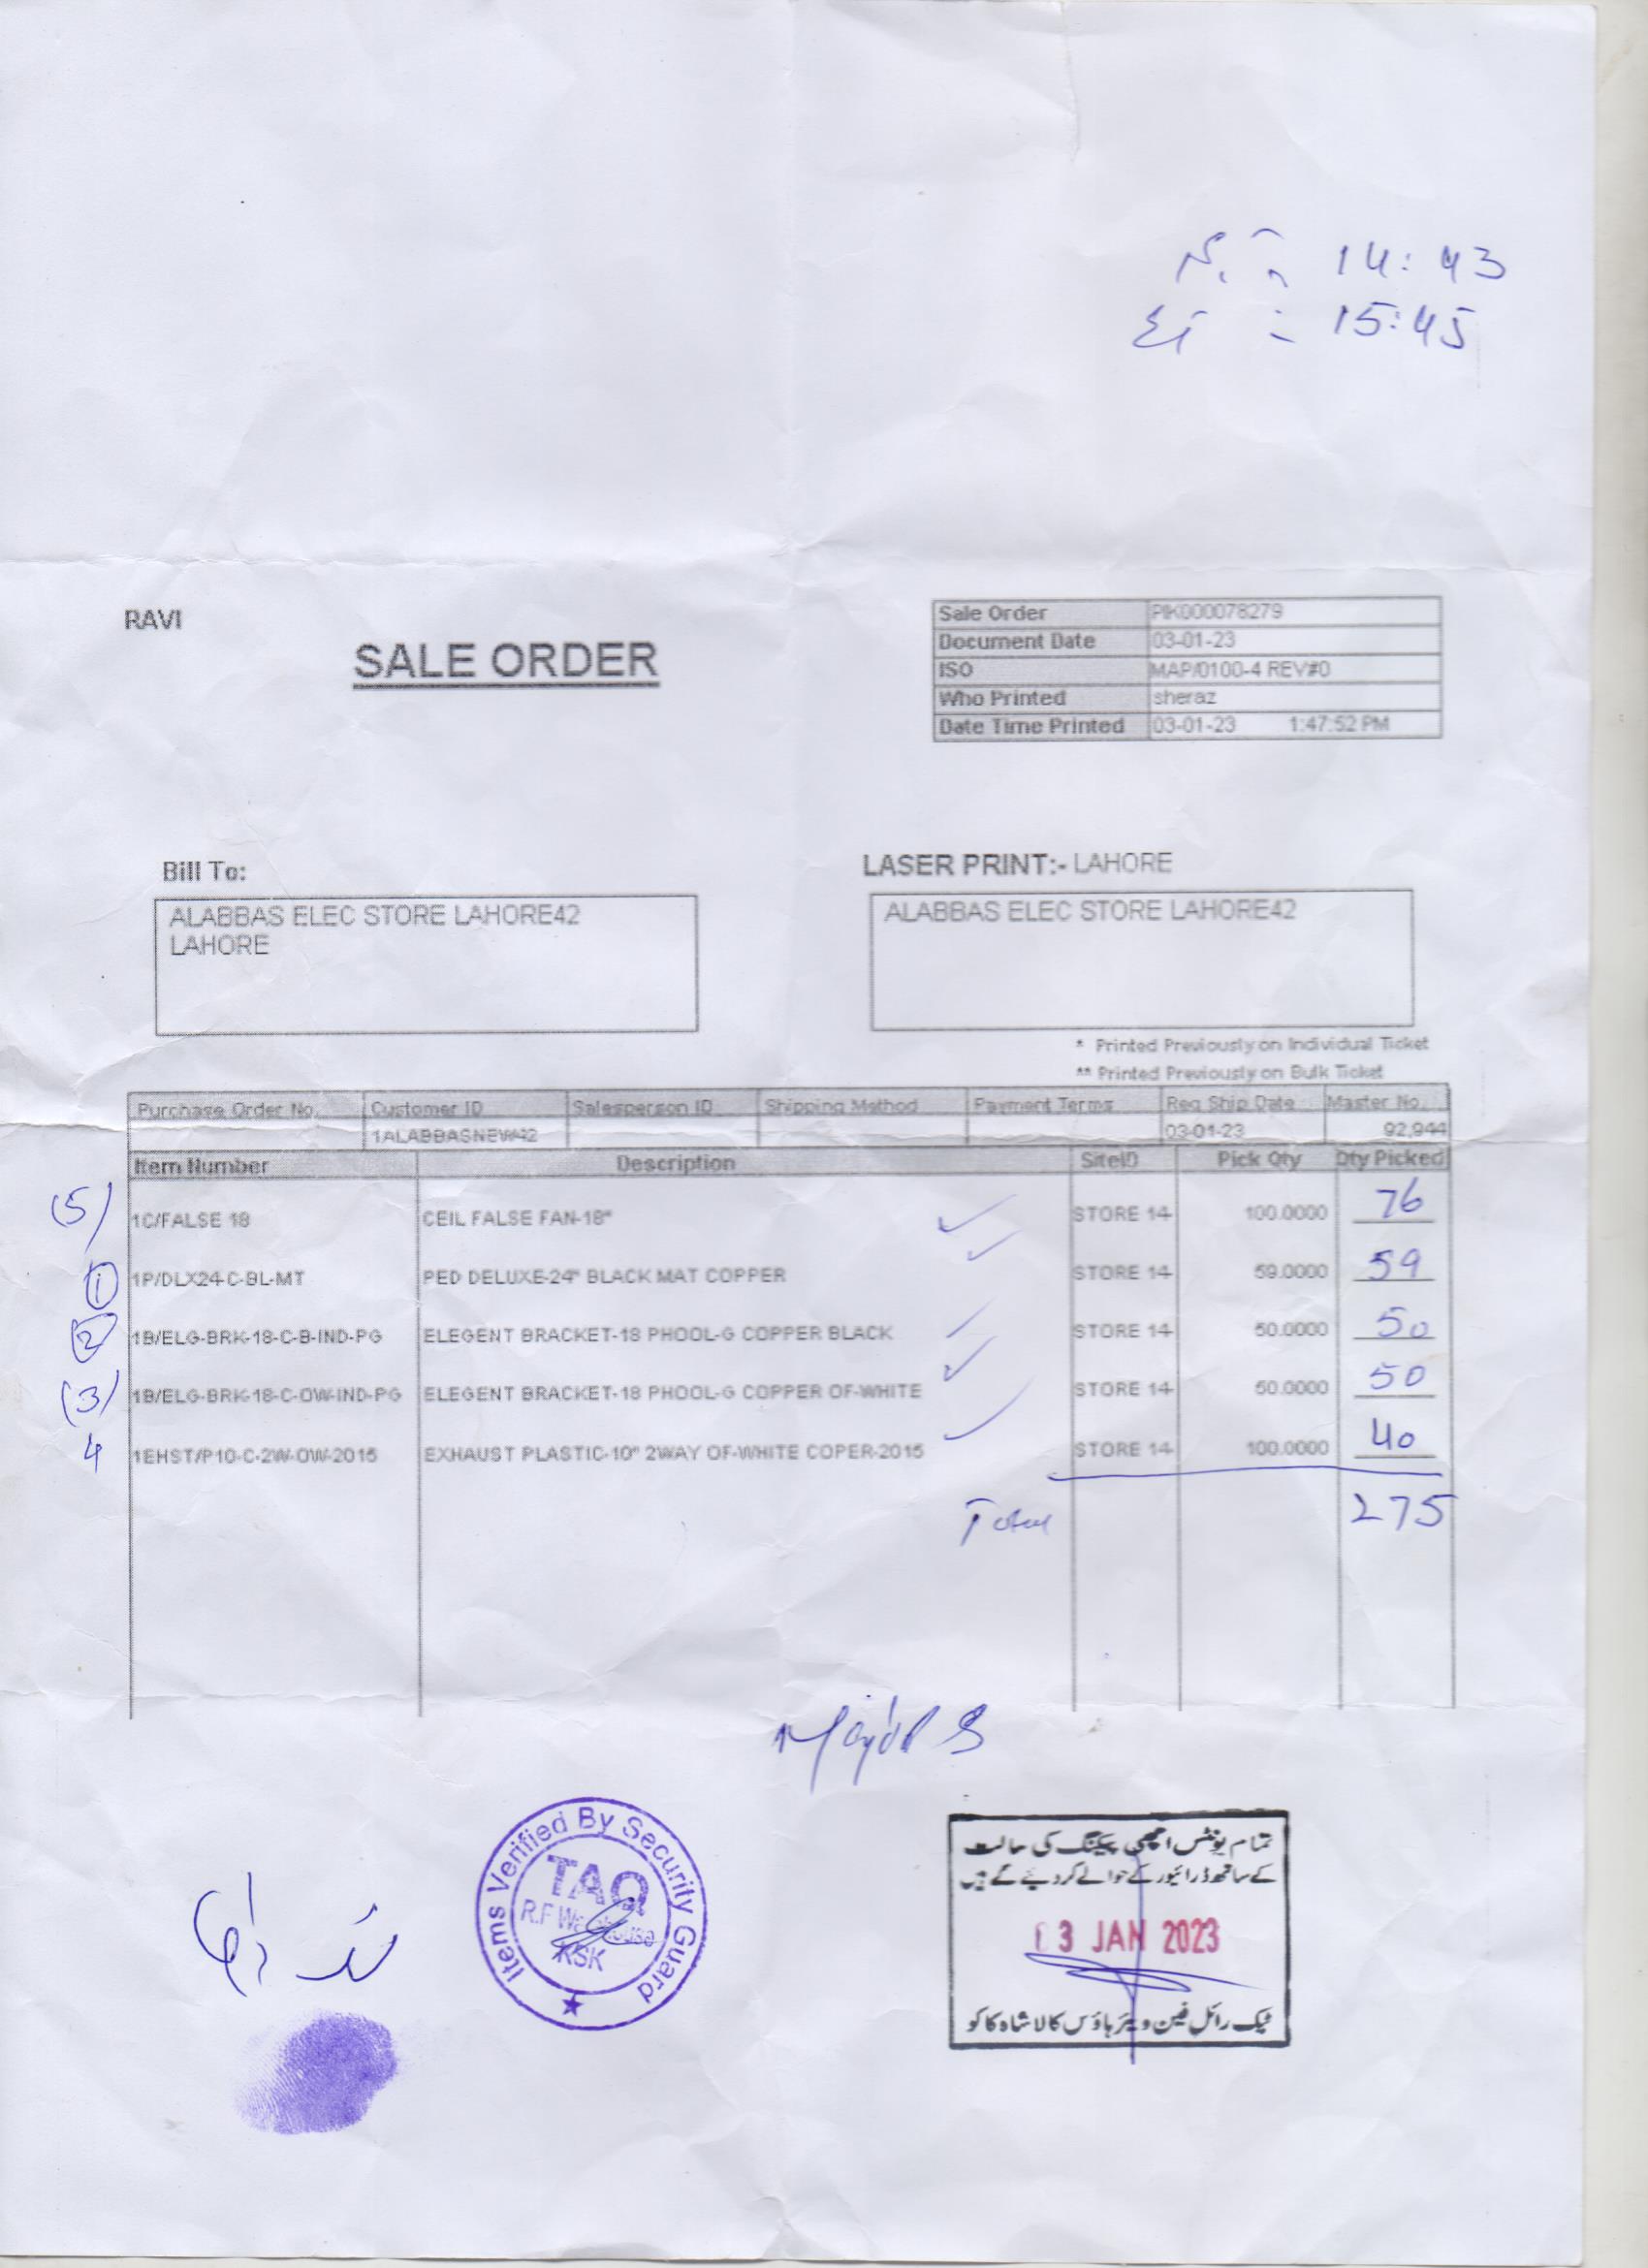 14:43
15:45
RAVI
SALE ORDER
Sale Order PIK000078279
Document Date 03-01-23
ISO MAP/0100-4 REV#0
Who Printed sheraz
Date Time Printed 03-01-23 1:47:52 PM
Bill To:
ALABBAS ELEC STORE LAHORE42
LAHORE
LASER PRINT:- LAHORE
ALABBAS ELEC STORE LAHORE42
* Printed Previously on Individual Ticket
** Printed Previously on Bulk Ticket
Purchase Order No. Customer ID Salesperson ID Shipping Method Payment Terms Req Ship Date Master No.
1ALABBASNEW42 03-01-23 92,944
Item Number Description SiteID Pick Qty Qty Picked
(5) 1C/FALSE 18 CEIL FALSE FAN-18" STORE 14 100.0000 76
1 1P/DLX24-C-BL-MT PED DELUXE-24" BLACK MAT COPPER STORE 14 59.0000 59
2 1B/ELG-BRK-18-C-B-IND-PG ELEGENT BRACKET-18 PHOOL-G COPPER BLACK STORE 14 50.0000 50
(3) 1B/ELG-BRK-18-C-OW-IND-PG ELEGENT BRACKET-18 PHOOL-G COPPER OF-WHITE STORE 14 50.0000 50
4 1EHST/P10-C-2W-OW-2015 EXHAUST PLASTIC-10" 2WAY OF-WHITE COPER-2015 STORE 14 100.0000 40
Total 275
Items Verified By Security Guard
TAQ
R.F Warehouse
KSK
تمام یونٹس اچھی پیکنگ کی حالت
کے ساتھ ڈرائیور کے حوالے کر دیئے گے ہیں
03 JAN 2023
ٹیک رائل فین ویئر ہاؤس کالا شاہ کاکو